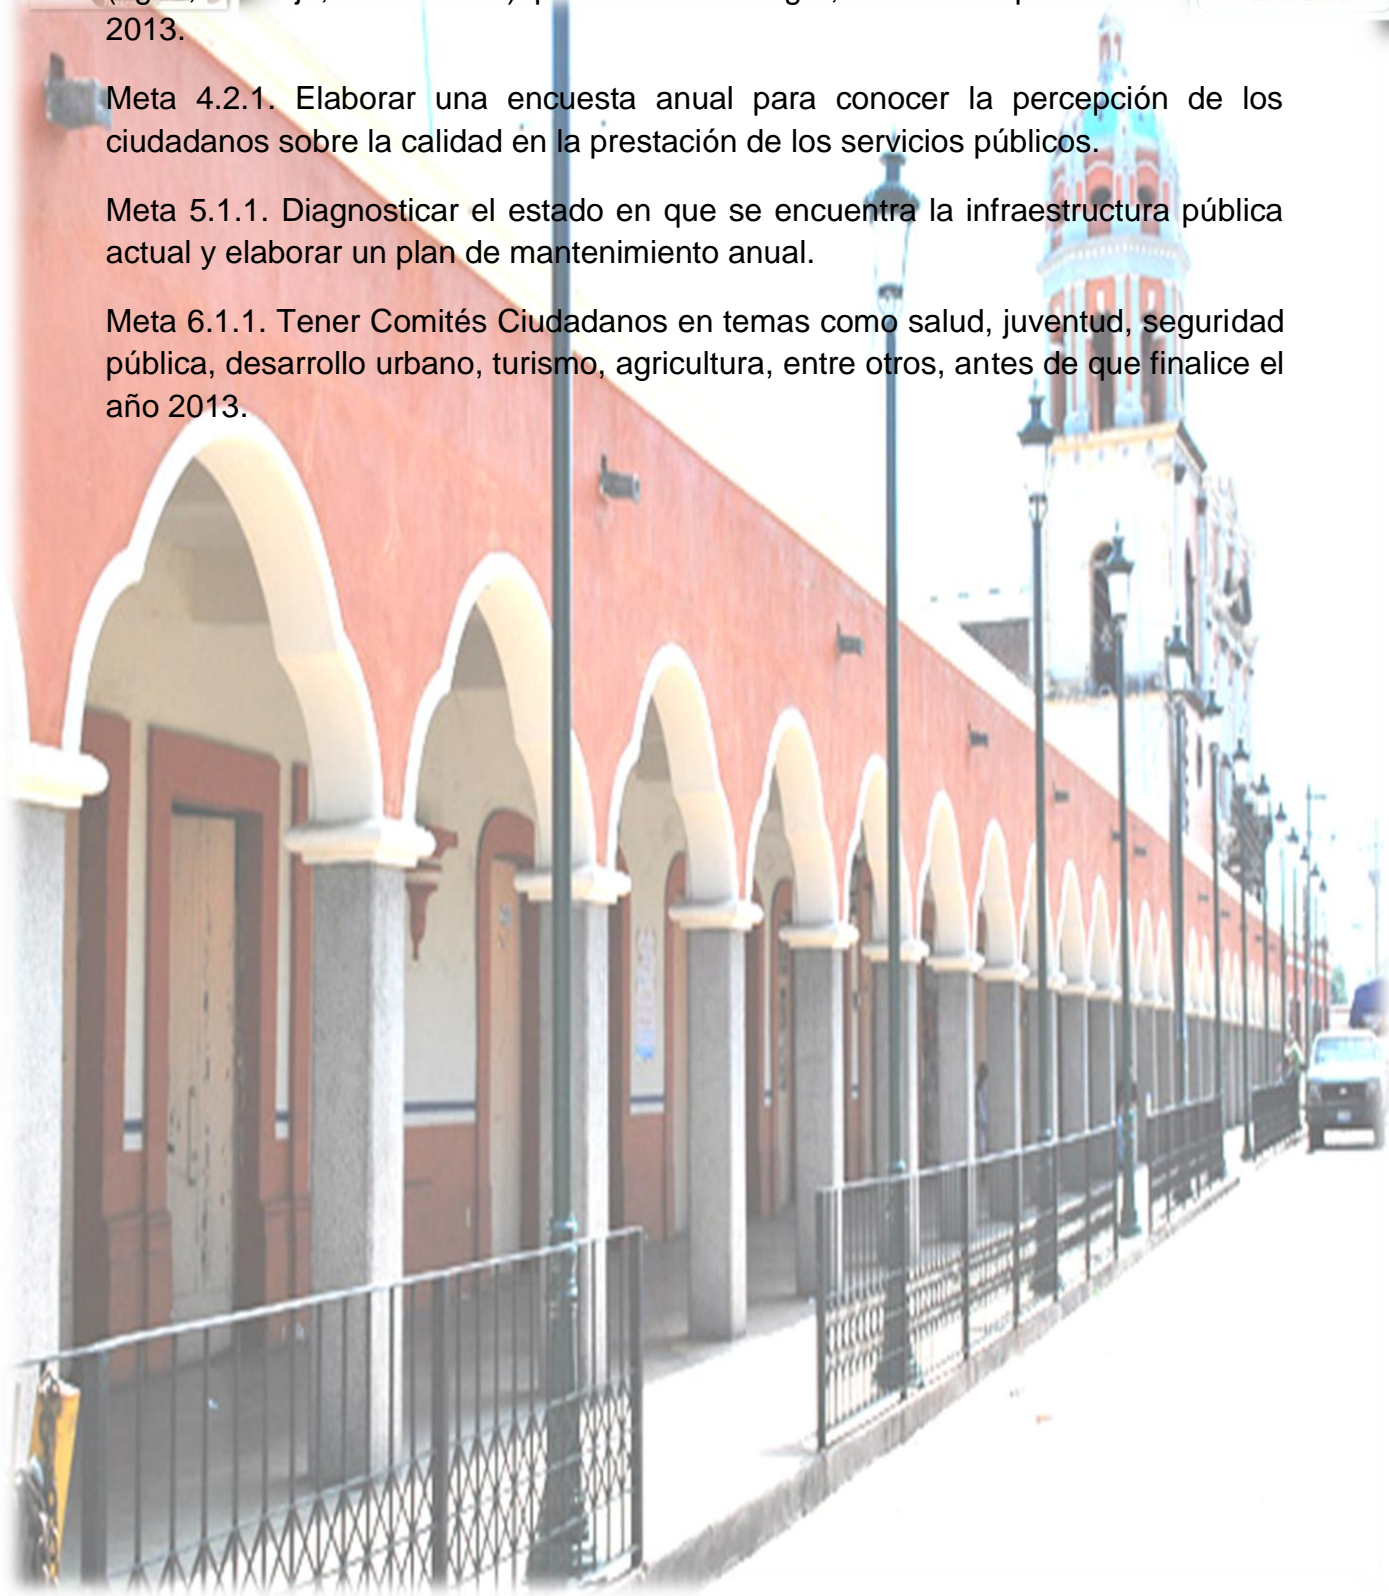 2013.
Meta 4.2.1. Elaborar una encuesta anual para conocer la percepción de los
ciudadanos sobre la calidad en la prestación de los servicios públicos.
Meta 5.1.1. Diagnosticar el estado en que se encuentra la infraestructura pública
actual y elaborar un plan de mantenimiento anual.
Meta 6.1.1. Tener Comités Ciudadanos en temas como salud, juventud, seguridad
pública, desarrollo urbano, turismo, agricultura, entre otros, antes de que finalice el
año 2013.